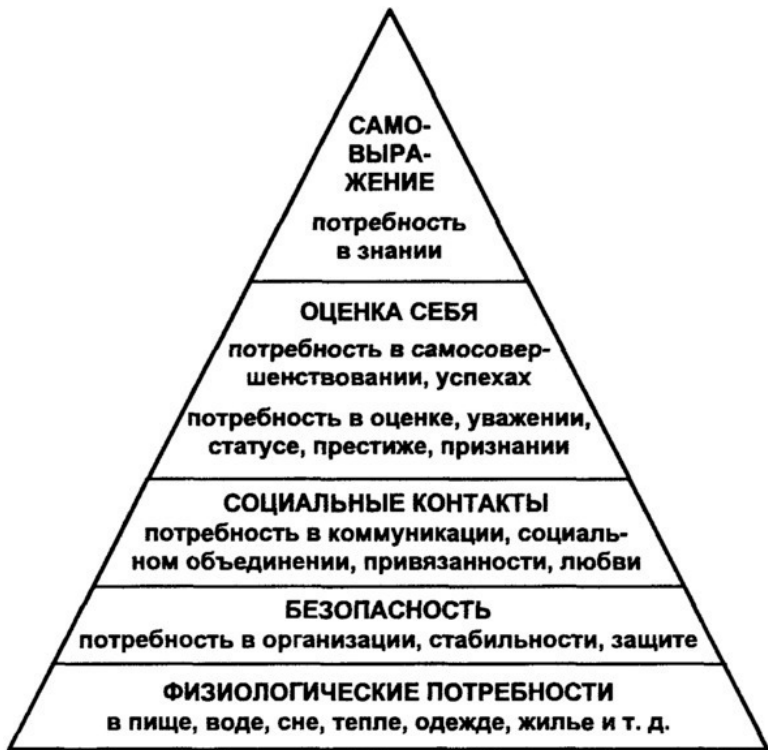 САМО-
ВЫРА-
ЖЕНИЕ
потребность
в знании
ОЦЕНКА СЕБЯ
потребность в самосовер-
шенствовании, успехах
потребность в оценке, уважении,
статусе, престиже, признании
СОЦИАЛЬНЫЕ КОНТАКТЫ
потребность в коммуникации, социаль-
ном объединении, привязанности, любви
БЕЗОПАСНОСТЬ
потребность в организации, стабильности, защите
ФИЗИОЛОГИЧЕСКИЕ ПОТРЕБНОСТИ
в пище, воде, сне, тепле, одежде, жилье и т. д.